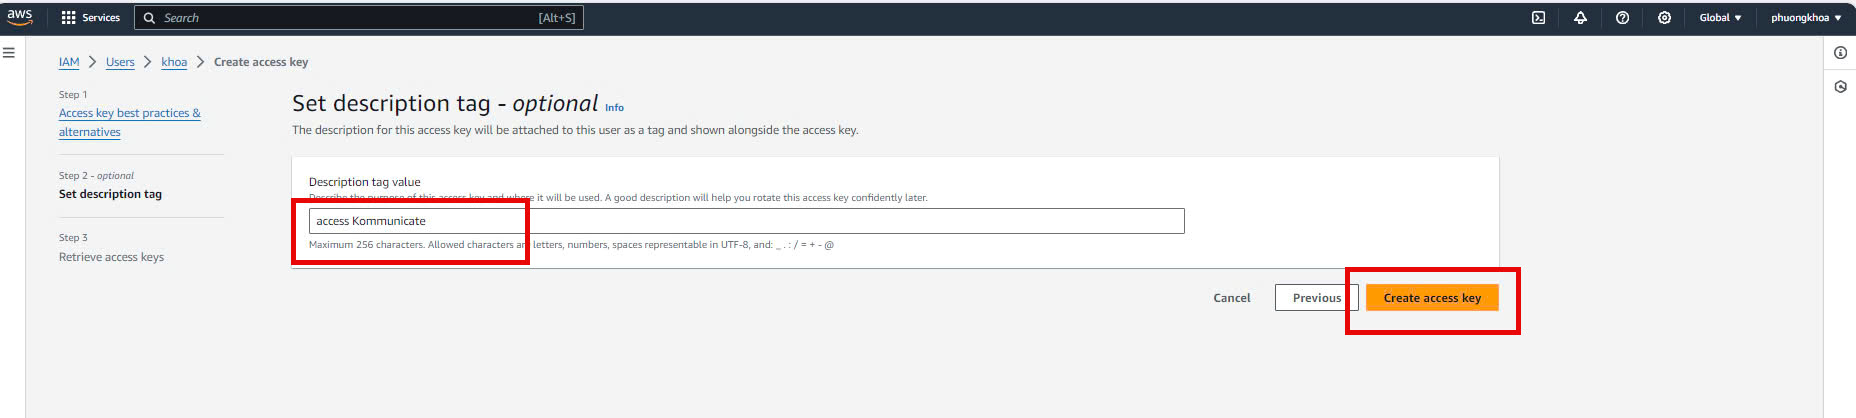 aws Services Search [Alt+S] Global phuongkhoa
IAM > Users > khoa > Create access key
Step 1
Access key best practices &
alternatives
Step 2 - optional
Set description tag
Step 3
Retrieve access keys
Set description tag - optional Info
The description for this access key will be attached to this user as a tag and shown alongside the access key.
Description tag value
Describe the purpose of this access key and where it will be used. A good description will help you rotate this access key confidently later.
access Kommunicate
Maximum 256 characters. Allowed characters are letters, numbers, spaces representable in UTF-8, and: _ . : / = + - @
Cancel Previous Create access key